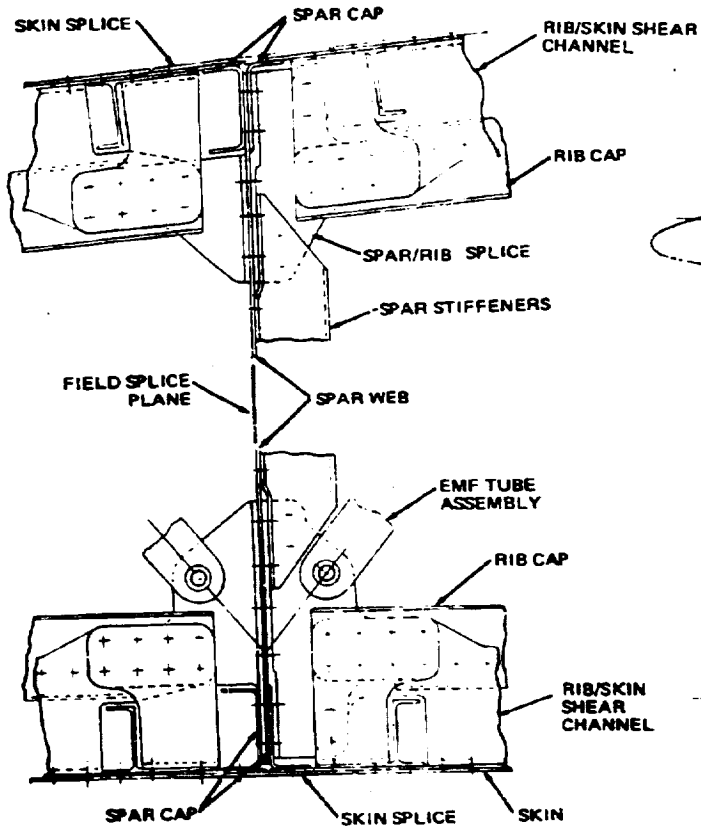 SPAR CAP
SKIN SPLICE
RIB/SKIN SHEAR
CHANNEL
RIB CAP
SPAR/RIB SPLICE
SPAR STIFFENERS
FIELD SPLICE
PLANE
SPAR WEB
EMF TUBE
ASSEMBLY
RIB CAP
RIB/SKIN
SHEAR
CHANNEL
SPAR CAP
SKIN SPLICE
SKIN